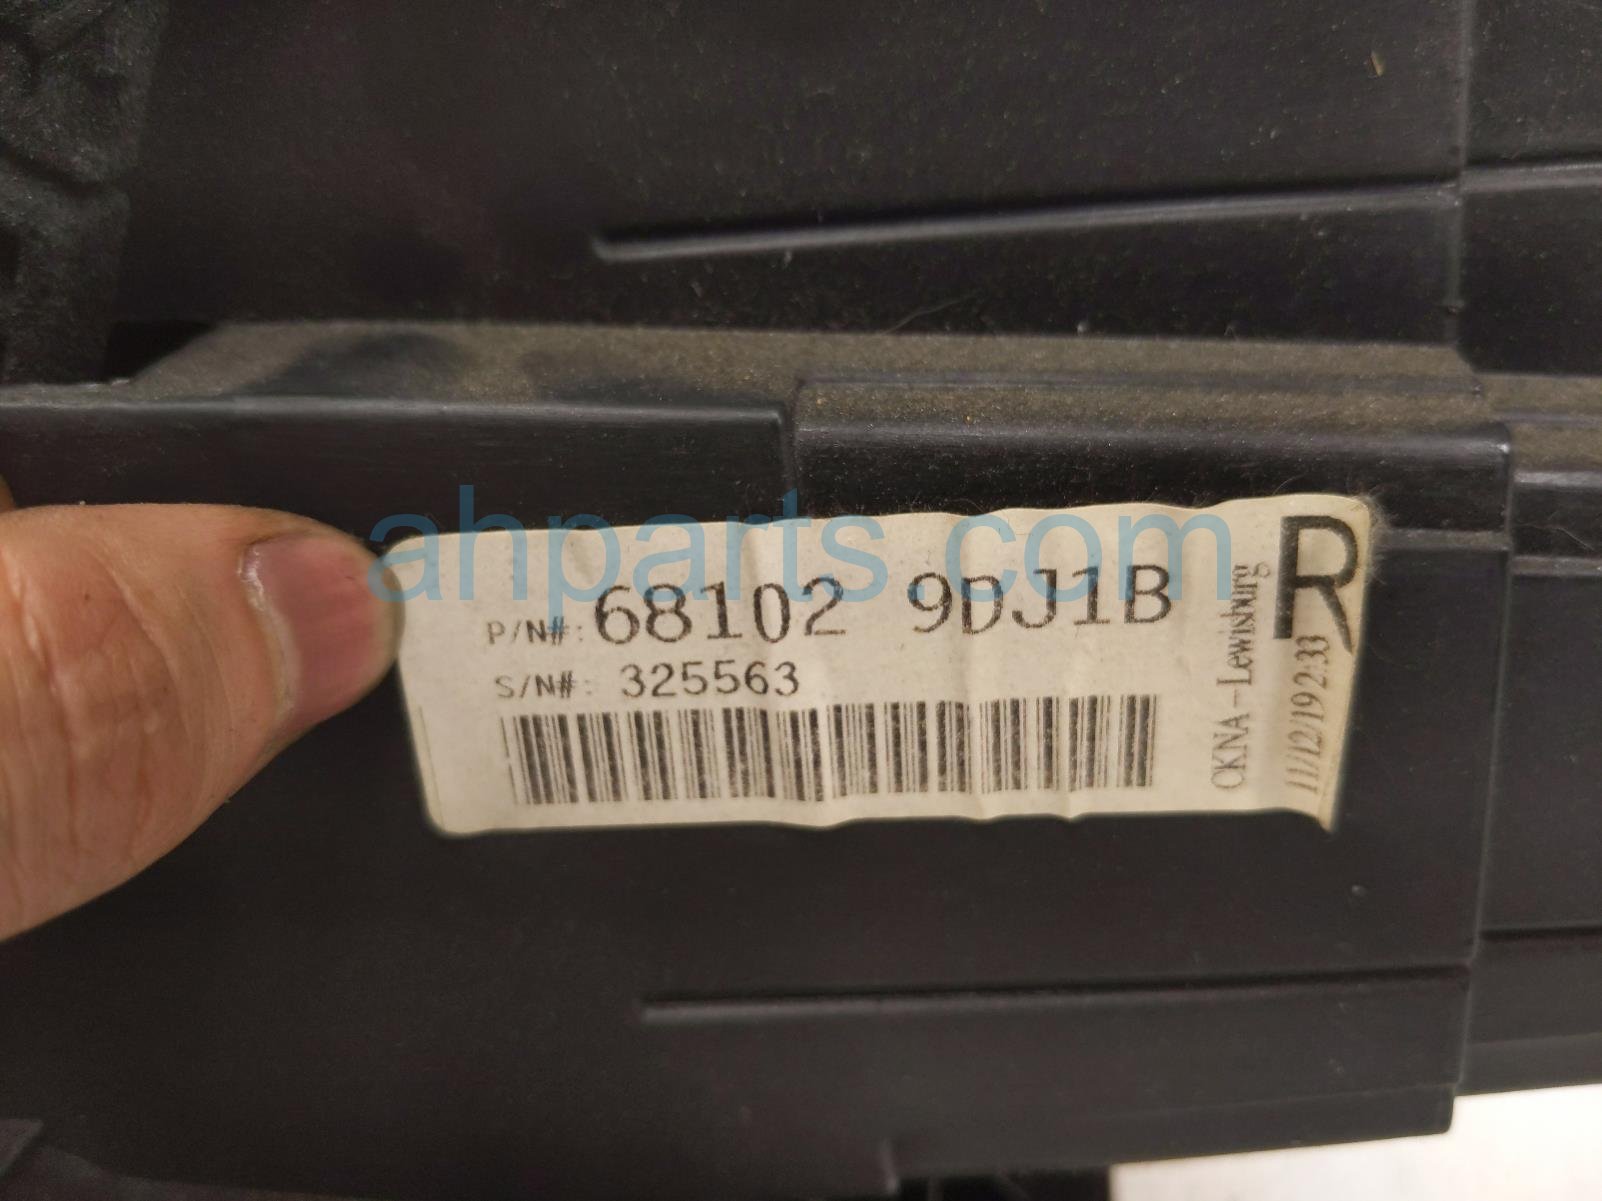 ahparts.com
P/N#: 68102 9DJ1B
S/N#: 325563
CKNA-Lewisburg
11/12/19 2:33
R